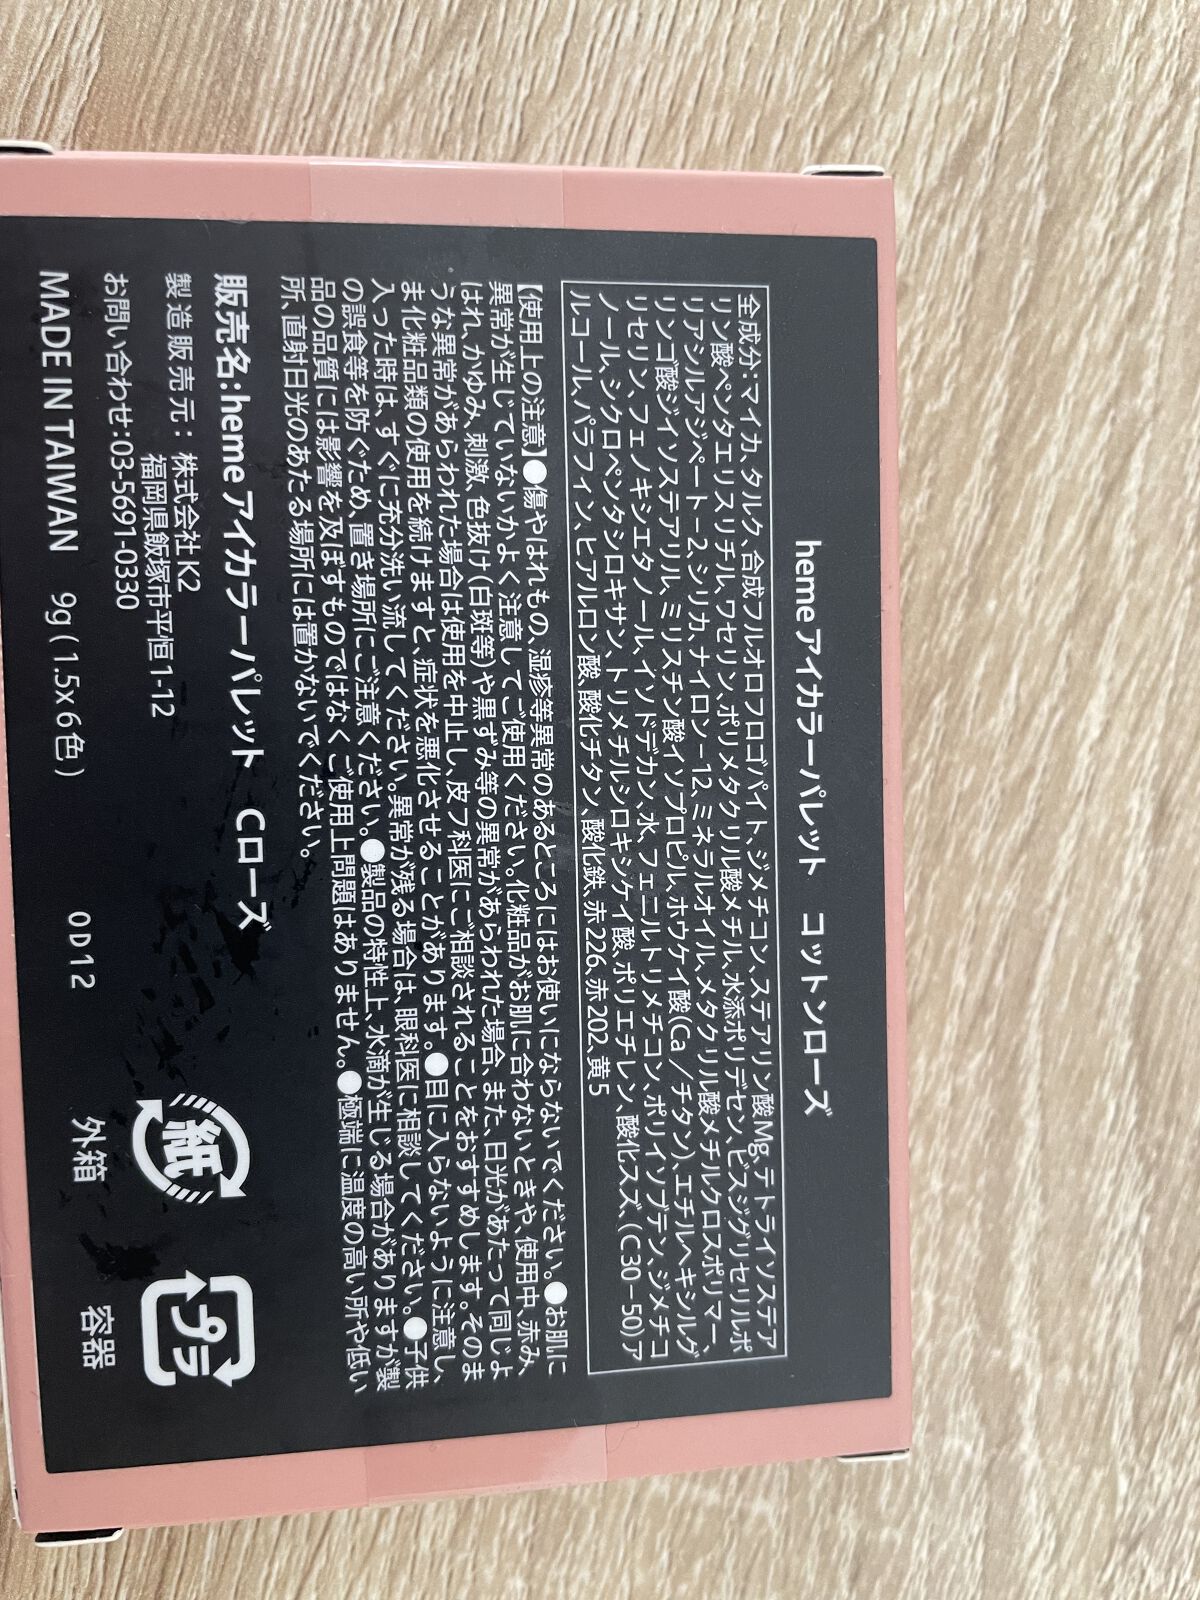 hemeアイカラーパレット　コットンローズ
全成分：マイカ、タルク、合成フルオロフロゴパイト、ジメチコン、ステアリン酸Mg、テトライソステア
リン酸ペンタエリスリチル、ワセリン、ポリメタクリル酸メチル、水添ポリデセン、ビスジグリセリルポ
リアシルアジペート－2、シリカ、ナイロン－12、ミネラルオイル、メタクリル酸メチルクロスポリマー、
リンゴ酸ジイソステアリル、ミリスチン酸イソプロピル、ホウケイ酸(Ca／チタン)、エチルヘキシルグ
リセリン、フェノキシエタノール、イソドデカン、水、フェニルトリメチコン、ポリイソブテン、ジメチコ
ノール、シクロペンタシロキサン、トリメチルシロキシケイ酸、ポリエチレン、酸化スズ、(C30－50)ア
ルコール、パラフィン、ヒアルロン酸、酸化チタン、酸化鉄、赤226、赤202、黄5
【使用上の注意】●傷やはれもの、湿疹等異常のあるところにはお使いにならないでください。●お肌に
異常が生じていないかよく注意してご使用ください。化粧品がお肌に合わないときや、使用中、赤み、
はれ、かゆみ、刺激、色抜け(白斑等)や黒ずみ等の異常があらわれた場合、また、日光があたって同じよ
うな異常があらわれた場合は使用を中止し、皮フ科医にご相談されることをおすすめします。そのま
ま化粧品類の使用を続けますと、症状を悪化させることがあります。●目に入らないように注意し、
入った時は、すぐに充分洗い流してください。異常が残る場合は、眼科医に相談してください。●子供
の誤食等を防ぐため、置き場所にご注意ください。●製品の特性上、水滴が生じる場合がありますが製
品の品質には影響を及ぼすものではなくご使用上問題はありません。●極端に温度の高い所や低い
所、直射日光のあたる場所には置かないでください。
販売名：hemeアイカラーパレット　Cローズ
製造販売元：株式会社K2
福岡県飯塚市平恒1-12
お問い合わせ：03-5691-0330
MADE IN TAIWAN　9g(1.5x6色)　0D12
紙
外箱
プラ
容器